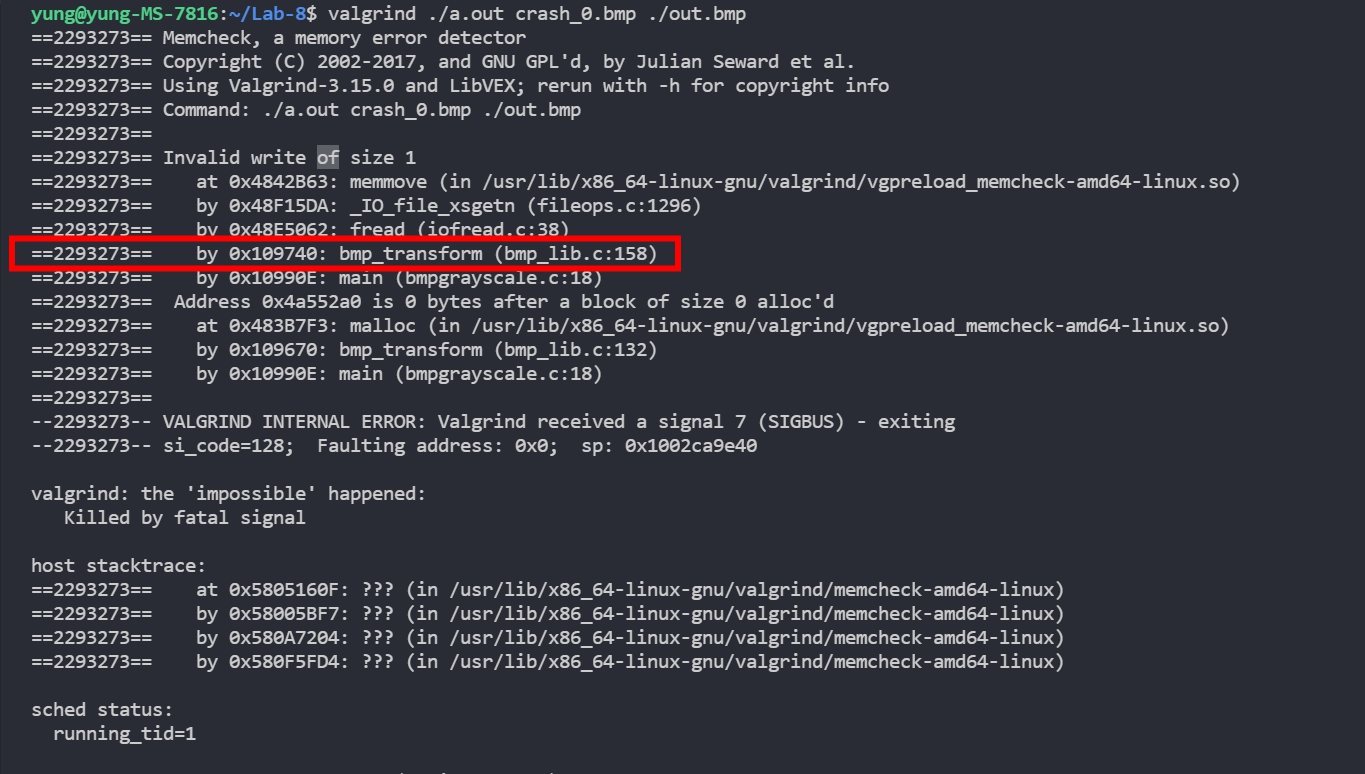 yung@yung-MS-7816:~/Lab-8$ valgrind ./a.out crash_0.bmp ./out.bmp
==2293273== Memcheck, a memory error detector
==2293273== Copyright (C) 2002-2017, and GNU GPL'd, by Julian Seward et al.
==2293273== Using Valgrind-3.15.0 and LibVEX; rerun with -h for copyright info
==2293273== Command: ./a.out crash_0.bmp ./out.bmp
==2293273==
==2293273== Invalid write of size 1
==2293273==    at 0x4842B63: memmove (in /usr/lib/x86_64-linux-gnu/valgrind/vgpreload_memcheck-amd64-linux.so)
==2293273==    by 0x48F15DA: _IO_file_xsgetn (fileops.c:1296)
==2293273==    by 0x48E5062: fread (iofread.c:38)
==2293273==    by 0x109740: bmp_transform (bmp_lib.c:158)
==2293273==    by 0x10990E: main (bmpgrayscale.c:18)
==2293273==  Address 0x4a552a0 is 0 bytes after a block of size 0 alloc'd
==2293273==    at 0x483B7F3: malloc (in /usr/lib/x86_64-linux-gnu/valgrind/vgpreload_memcheck-amd64-linux.so)
==2293273==    by 0x109670: bmp_transform (bmp_lib.c:132)
==2293273==    by 0x10990E: main (bmpgrayscale.c:18)
==2293273==
--2293273-- VALGRIND INTERNAL ERROR: Valgrind received a signal 7 (SIGBUS) - exiting
--2293273-- si_code=128;  Faulting address: 0x0;  sp: 0x1002ca9e40

valgrind: the 'impossible' happened:
   Killed by fatal signal

host stacktrace:
==2293273==    at 0x5805160F: ??? (in /usr/lib/x86_64-linux-gnu/valgrind/memcheck-amd64-linux)
==2293273==    by 0x58005BF7: ??? (in /usr/lib/x86_64-linux-gnu/valgrind/memcheck-amd64-linux)
==2293273==    by 0x580A7204: ??? (in /usr/lib/x86_64-linux-gnu/valgrind/memcheck-amd64-linux)
==2293273==    by 0x580F5FD4: ??? (in /usr/lib/x86_64-linux-gnu/valgrind/memcheck-amd64-linux)

sched status:
  running_tid=1